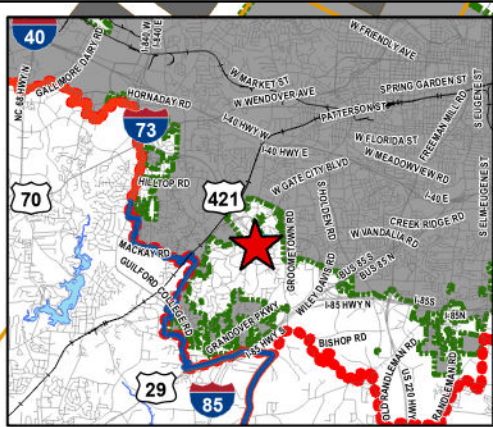 40
I-840 W
I-840 E
W FRIENDLY AVE
GALLIMORE DAIRY RD
NC 68 HWY N
W MARKET ST
SPRING GARDEN ST
S EUGENE ST
HORNADAY RD
W WENDOVER AVE
PATTERSON ST
FREEMAN MILL RD
73
I-40 HWY W
I-40 HWY E
W FLORIDA ST
W MEADOWVIEW RD
HILLTOP RD
W GATE CITY BLVD
I-40 E
S ELM-EUGENE ST
70
421
S HOLDEN RD
CREEK RIDGE RD
W VANDALIA RD
MACKAY RD
GROOMETOWN RD
GUILFORD COLLEGE RD
WILEY DAVIS RD
BUS 85 S
BUS 85 N
I-85 HWY N
I-85S
I-85N
GRANDOVER PKWY
I-85 HWY S
BISHOP RD
29
85
OLD RANDLEMAN RD
US 220 HWY
RANDLEMAN RD